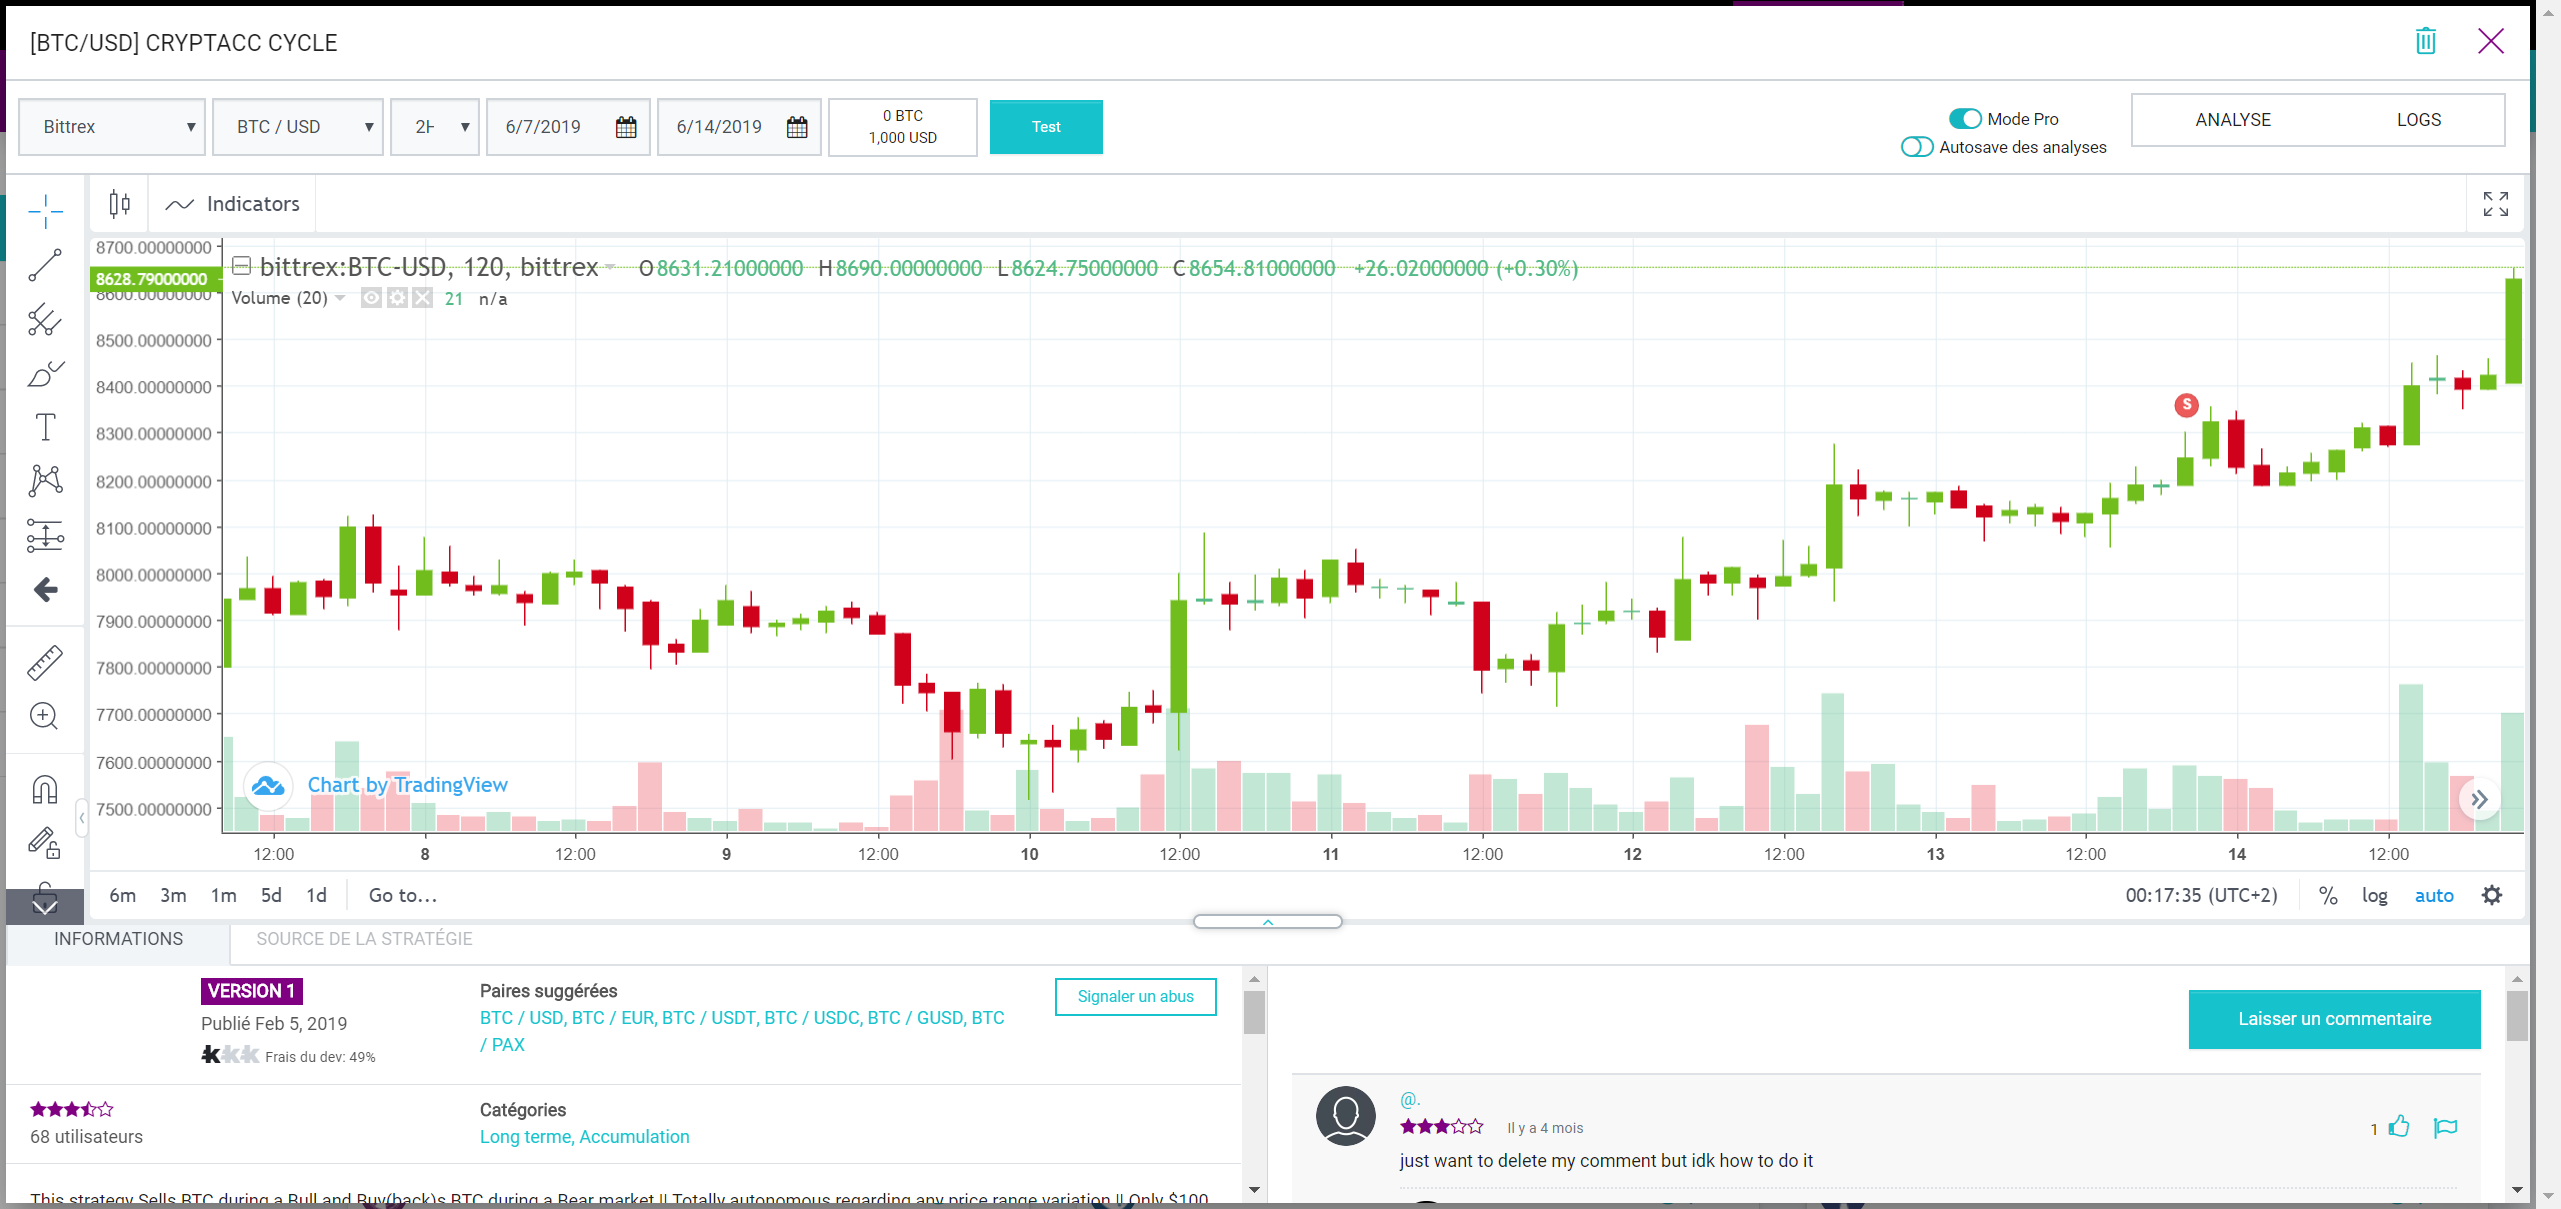 [BTC/USD] CRYPTACC CYCLE
Bittrex ▼
BTC / USD ▼
2H ▼
6/7/2019
6/14/2019
0 BTC
1,000 USD
Test
Mode Pro
Autosave des analyses
ANALYSE
LOGS
Indicators
bittrex:BTC-USD, 120, bittrex O8631.21000000 H8690.00000000 L8624.75000000 C8654.81000000 +26.02000000 (+0.30%)
Volume (20) 21 n/a
8700.00000000
8628.79000000
8600.00000000
8500.00000000
8400.00000000
8300.00000000
8200.00000000
8100.00000000
8000.00000000
7900.00000000
7800.00000000
7700.00000000
7600.00000000
7500.00000000
S
Chart by TradingView
12:00 8 12:00 9 12:00 10 12:00 11 12:00 12 12:00 13 12:00 14 12:00
6m 3m 1m 5d 1d Go to...
00:17:35 (UTC+2) % log auto
INFORMATIONS
SOURCE DE LA STRATÉGIE
VERSION 1
Publié Feb 5, 2019
Frais du dev: 49%
Paires suggérées
BTC / USD, BTC / EUR, BTC / USDT, BTC / USDC, BTC / GUSD, BTC
/ PAX
Signaler un abus
68 utilisateurs
Catégories
Long terme, Accumulation
This strategy Sells BTC during a Bull and Buy(back)s BTC during a Bear market !! Totally autonomous regarding any price range variation !! Only $100
Laisser un commentaire
@.
Il y a 4 mois
1
just want to delete my comment but idk how to do it